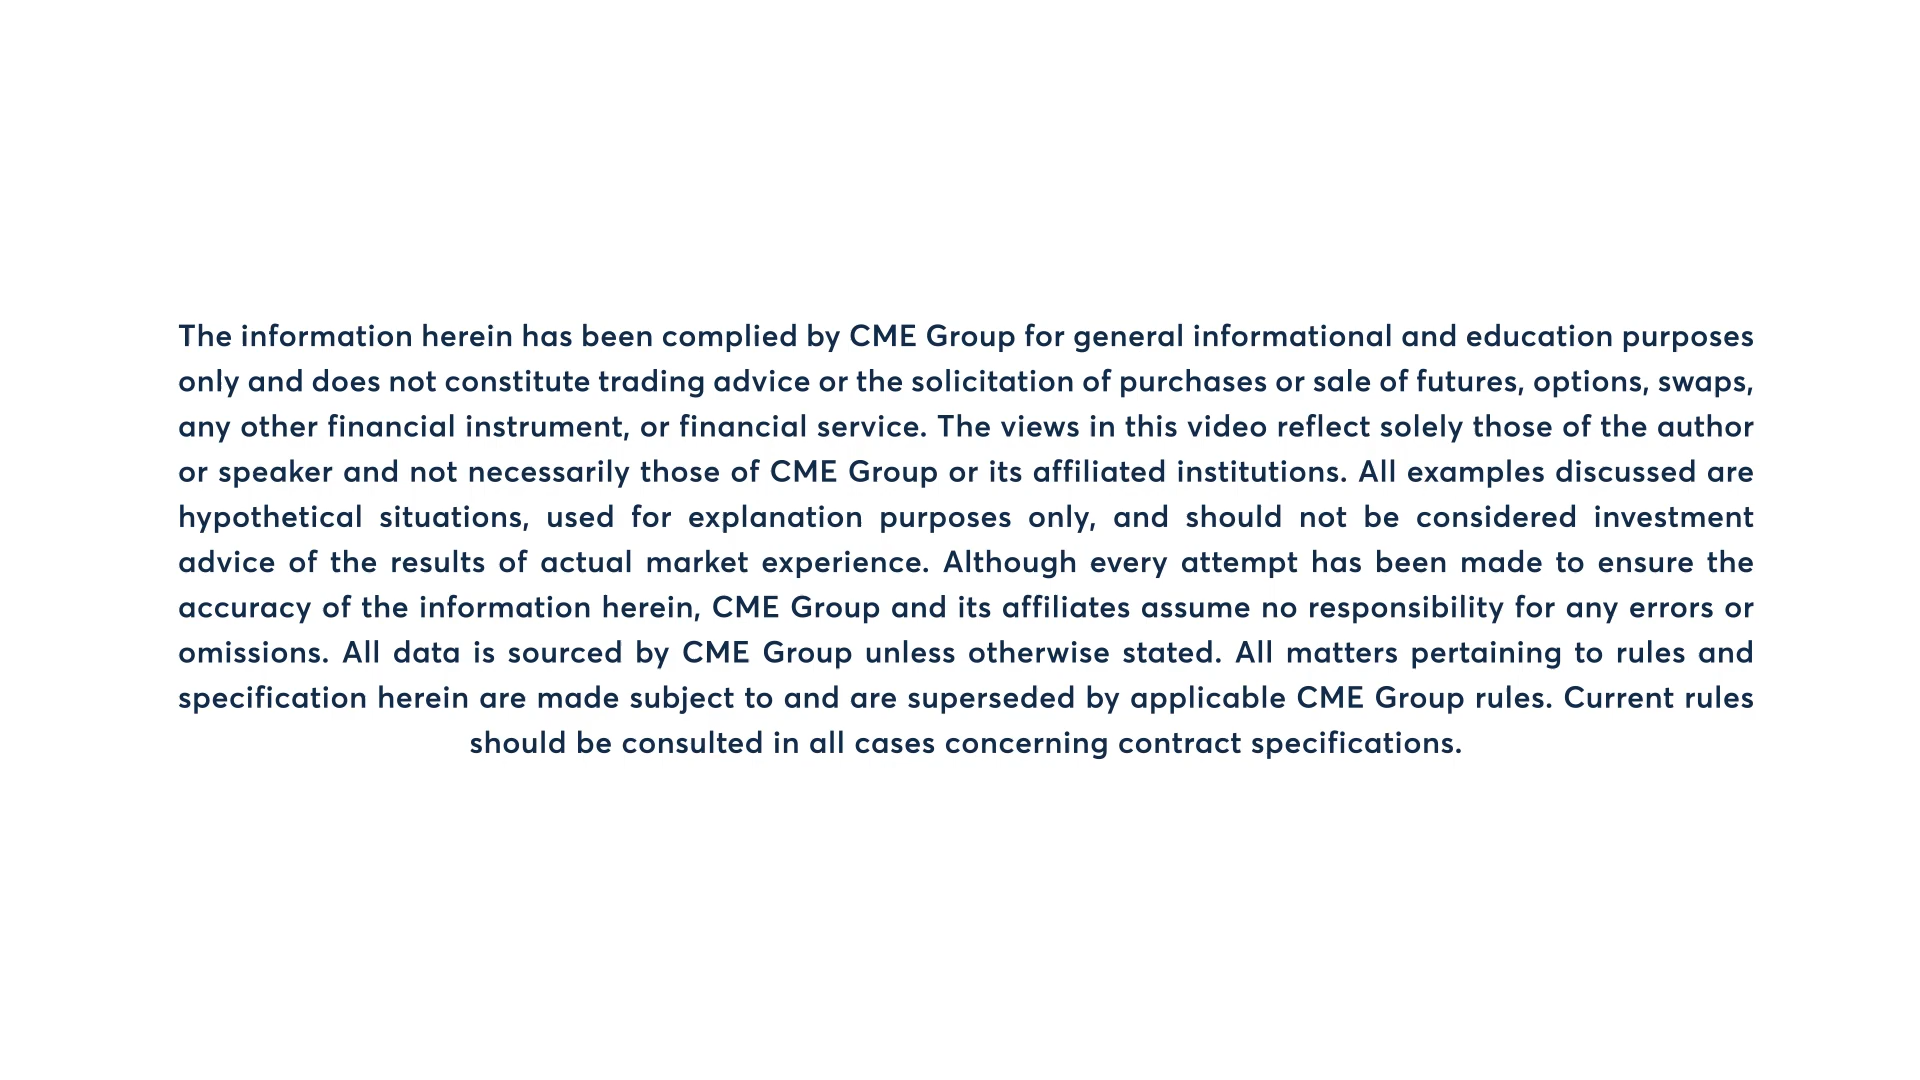 The information herein has been complied by CME Group for general informational and education purposes
only and does not constitute trading advice or the solicitation of purchases or sale of futures, options, swaps,
any other financial instrument, or financial service. The views in this video reflect solely those of the author
or speaker and not necessarily those of CME Group or its affiliated institutions. All examples discussed are
hypothetical situations, used for explanation purposes only, and should not be considered investment
advice of the results of actual market experience. Although every attempt has been made to ensure the
accuracy of the information herein, CME Group and its affiliates assume no responsibility for any errors or
omissions. All data is sourced by CME Group unless otherwise stated. All matters pertaining to rules and
specification herein are made subject to and are superseded by applicable CME Group rules. Current rules
should be consulted in all cases concerning contract specifications.